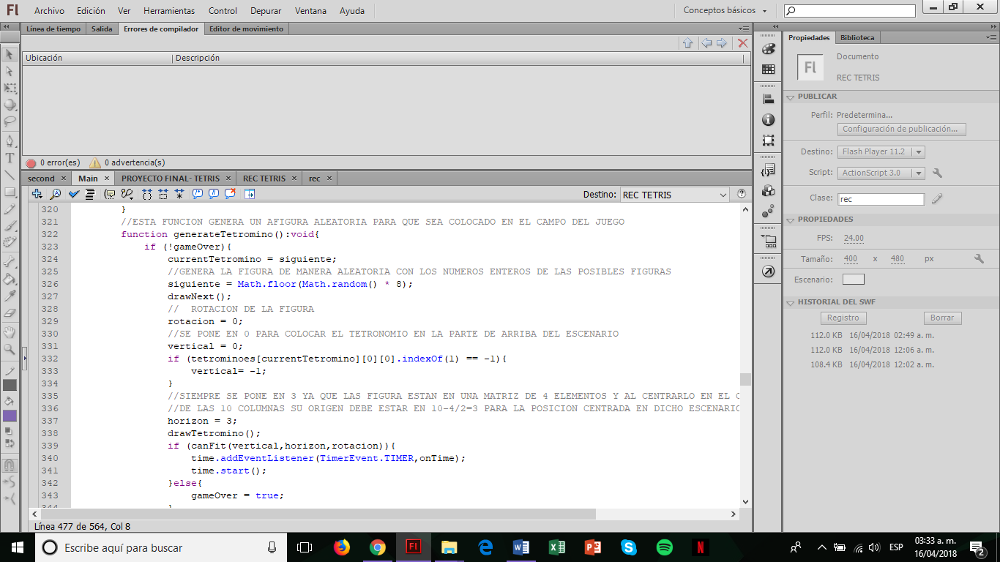 Fl Archivo Edición Ver Herramientas Control Depurar Ventana Ayuda Conceptos básicos
Línea de tiempo Salida Errores de compilador Editor de movimiento
Ubicación Descripción
0 error(es) 0 advertencia(s)
second Main PROYECTO FINAL- TETRIS REC TETRIS rec
Destino: REC TETRIS
320 }
321 //ESTA FUNCION GENERA UN AFIGURA ALEATORIA PARA QUE SEA COLOCADO EN EL CAMPO DEL JUEGO
322 function generateTetromino():void{
323 if (!gameOver){
324 currentTetromino = siguiente;
325 //GENERA LA FIGURA DE MANERA ALEATORIA CON LOS NUMEROS ENTEROS DE LAS POSIBLES FIGURAS
326 siguiente = Math.floor(Math.random() * 8);
327 drawNext();
328 //  ROTACION DE LA FIGURA
329 rotacion = 0;
330 //SE PONE EN 0 PARA COLOCAR EL TETRONOMIO EN LA PARTE DE ARRIBA DEL ESCENARIO
331 vertical = 0;
332 if (tetrominoes[currentTetromino][0][0].indexOf(1) == -1){
333 vertical= -1;
334 }
335 //SIEMPRE SE PONE EN 3 YA QUE LAS FIGURA ESTAN EN UNA MATRIZ DE 4 ELEMENTOS Y AL CENTRARLO EN EL
336 //DE LAS 10 COLUMNAS SU ORIGEN DEBE ESTAR EN 10-4/2=3 PARA LA POSICION CENTRADA EN DICHO ESCENARIO
337 horizon = 3;
338 drawTetromino();
339 if (canFit(vertical,horizon,rotacion)){
340 time.addEventListener(TimerEvent.TIMER,onTime);
341 time.start();
342 }else{
343 gameOver = true;
Línea 477 de 564, Col 8
Propiedades Biblioteca
Fl Documento
REC TETRIS
PUBLICAR
Perfil: Predetermina...
Configuración de publicación...
Destino: Flash Player 11.2
Script: ActionScript 3.0
Clase: rec
PROPIEDADES
FPS: 24.00
Tamaño: 400 x 480 px
Escenario:
HISTORIAL DEL SWF
Registro Borrar
112.0 KB 16/04/2018 02:49 a. m.
112.0 KB 16/04/2018 12:06 a. m.
108.4 KB 16/04/2018 12:02 a. m.
Escribe aquí para buscar
ESP 03:33 a. m.
16/04/2018 2